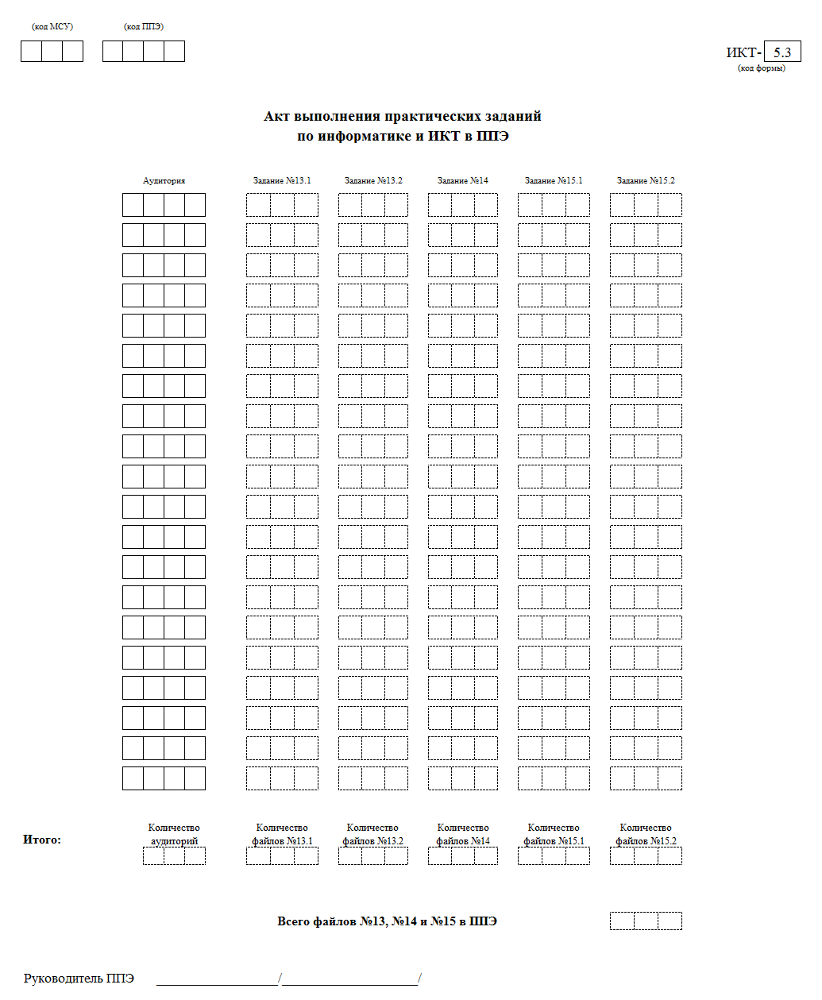 (код МСУ) (код ППЭ)
ИКТ- 5.3
(код формы)
Акт выполнения практических заданий
по информатике и ИКТ в ППЭ
Аудитория Задание №13.1 Задание №13.2 Задание №14 Задание №15.1 Задание №15.2
Количество Количество Количество Количество Количество Количество
Итого: аудиторий файлов №13.1 файлов №13.2 файлов №14 файлов №15.1 файлов №15.2
Всего файлов №13, №14 и №15 в ППЭ
Руководитель ППЭ __________________/____________________/